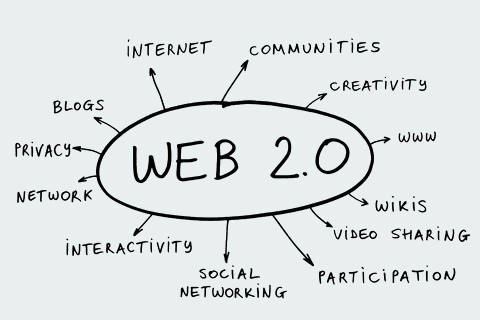 iNTERNET
COMMUNiTiES
CREATiViTY
BLOGS
PRiVACY
WEB 2.0
WWW
NETWORK
WiKiS
ViDEO SHARiNG
iNTERACTiViTY
SOCiAL
NETWORKiNG
PARTiCiPATiON